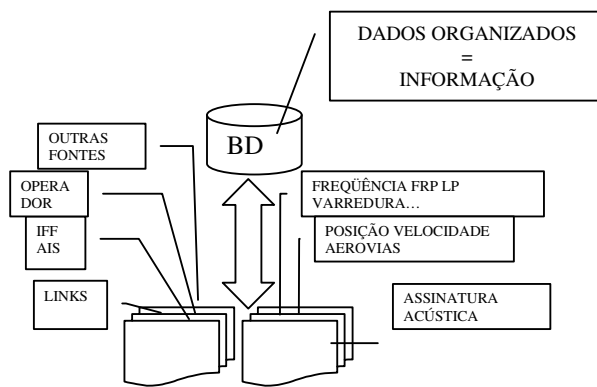 DADOS ORGANIZADOS
=
INFORMAÇÃO
BD
OUTRAS
FONTES
OPERA
DOR
IFF
AIS
LINKS
FREQÜÊNCIA FRP LP
VARREDURA…
POSIÇÃO VELOCIDADE
AEROVIAS
ASSINATURA
ACÚSTICA